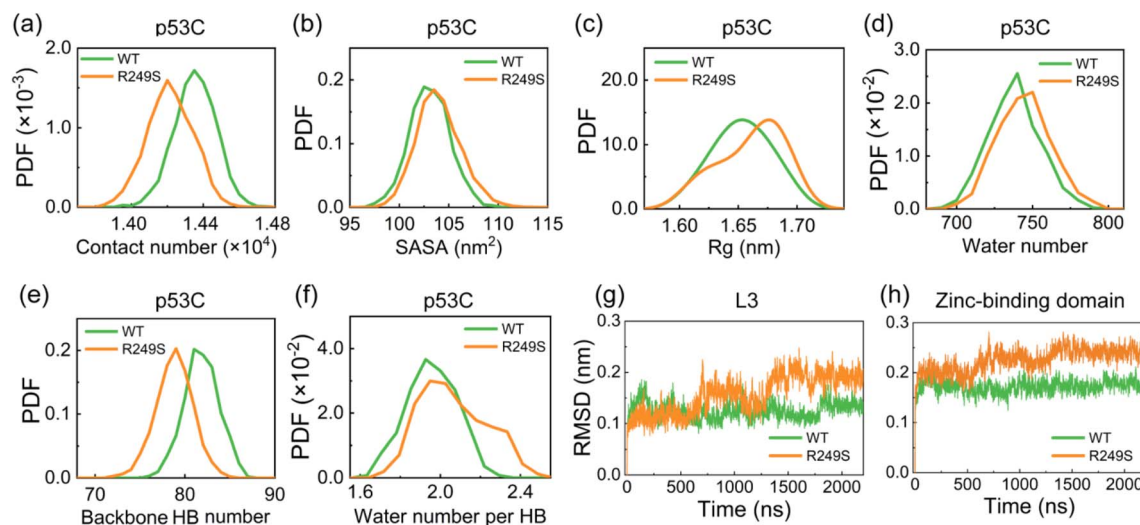 (a) p53C
PDF (×10⁻³)
2.0
1.0
0.0
WT
R249S
1.40 1.44 1.48
Contact number (×10⁴)
(b) p53C
PDF
0.2
0.1
0.0
WT
R249S
95 100 105 110 115
SASA (nm²)
(c) p53C
PDF
20.0
10.0
0.0
WT
R249S
1.60 1.65 1.70
Rg (nm)
(d) p53C
PDF (×10⁻²)
3.0
2.0
1.0
0.0
WT
R249S
700 750 800
Water number
(e) p53C
PDF
0.2
0.1
0.0
WT
R249S
70 80 90
Backbone HB number
(f) p53C
PDF (×10⁻²)
4.0
2.0
0.0
WT
R249S
1.6 2.0 2.4
Water number per HB
(g) L3
RMSD (nm)
0.3
0.2
0.1
0.0
WT
R249S
0 500 1000 1500 2000
Time (ns)
(h) Zinc-binding domain
0.3
0.2
0.1
0.0
WT
R249S
0 500 1000 1500 2000
Time (ns)